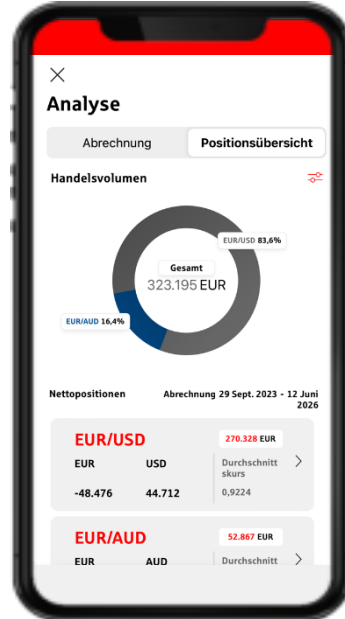 Analyse
Abrechnung Positionsübersicht
Handelsvolumen
EUR/USD 83,6%
Gesamt
323.195 EUR
EUR/AUD 16,4%
Nettopositionen Abrechnung 29 Sept. 2023 - 12 Juni
2026
EUR/USD 270.328 EUR
EUR USD Durchschnitt
skurs
-48.476 44.712 0,9224
EUR/AUD 52.867 EUR
EUR AUD Durchschnitt